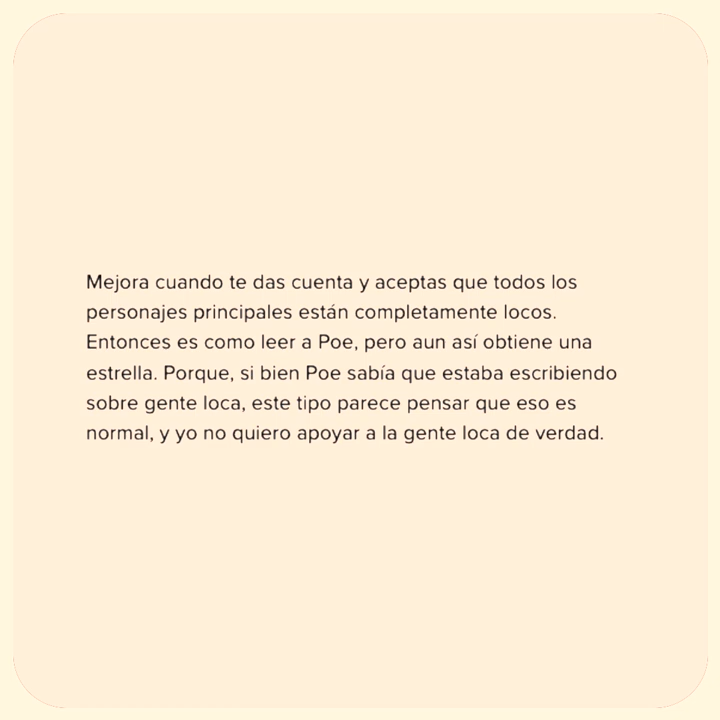 Mejora cuando te das cuenta y aceptas que todos los
personajes principales están completamente locos.
Entonces es como leer a Poe, pero aun así obtiene una
estrella. Porque, si bien Poe sabía que estaba escribiendo
sobre gente loca, este tipo parece pensar que eso es
normal, y yo no quiero apoyar a la gente loca de verdad.